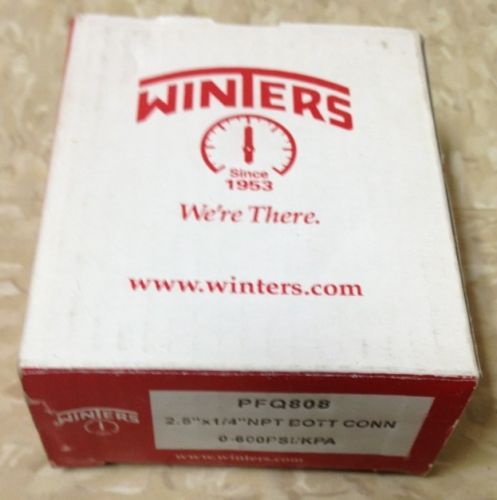 WINTERS
Since
1953
We're There.
www.winters.com
WINTERS
PFQ808
2.5"x1/4"NPT BOTT CONN
0-600PSI/KPA
www.winters.com